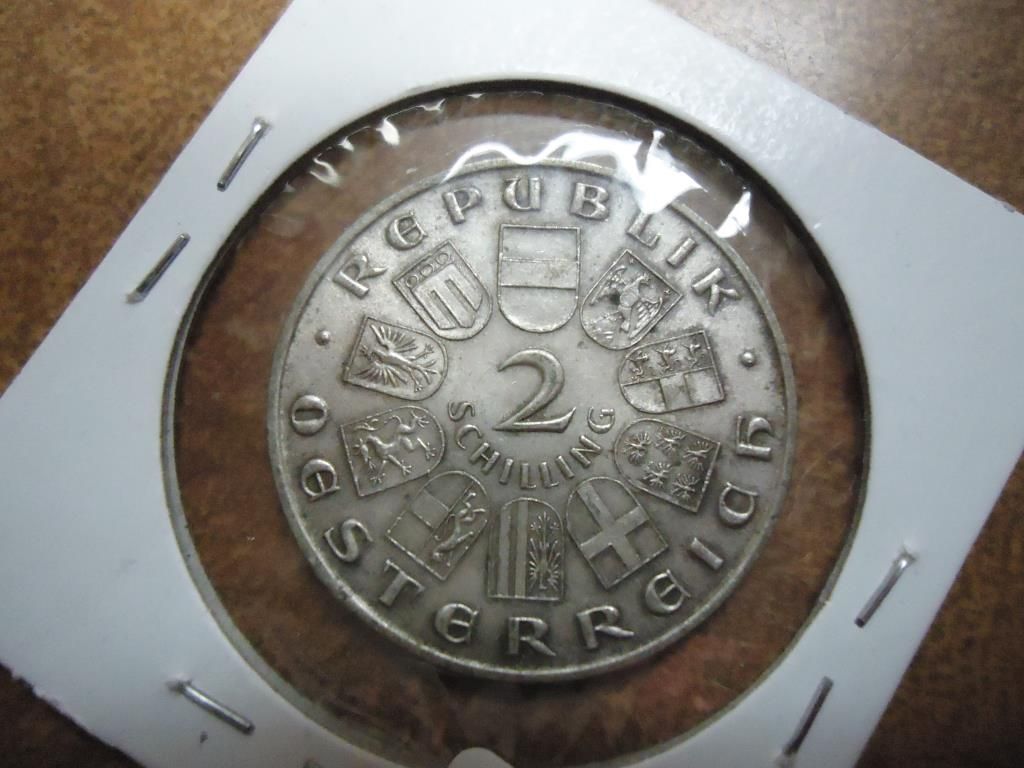 REPUBLIK
OESTERREICH
2
SCHILLING